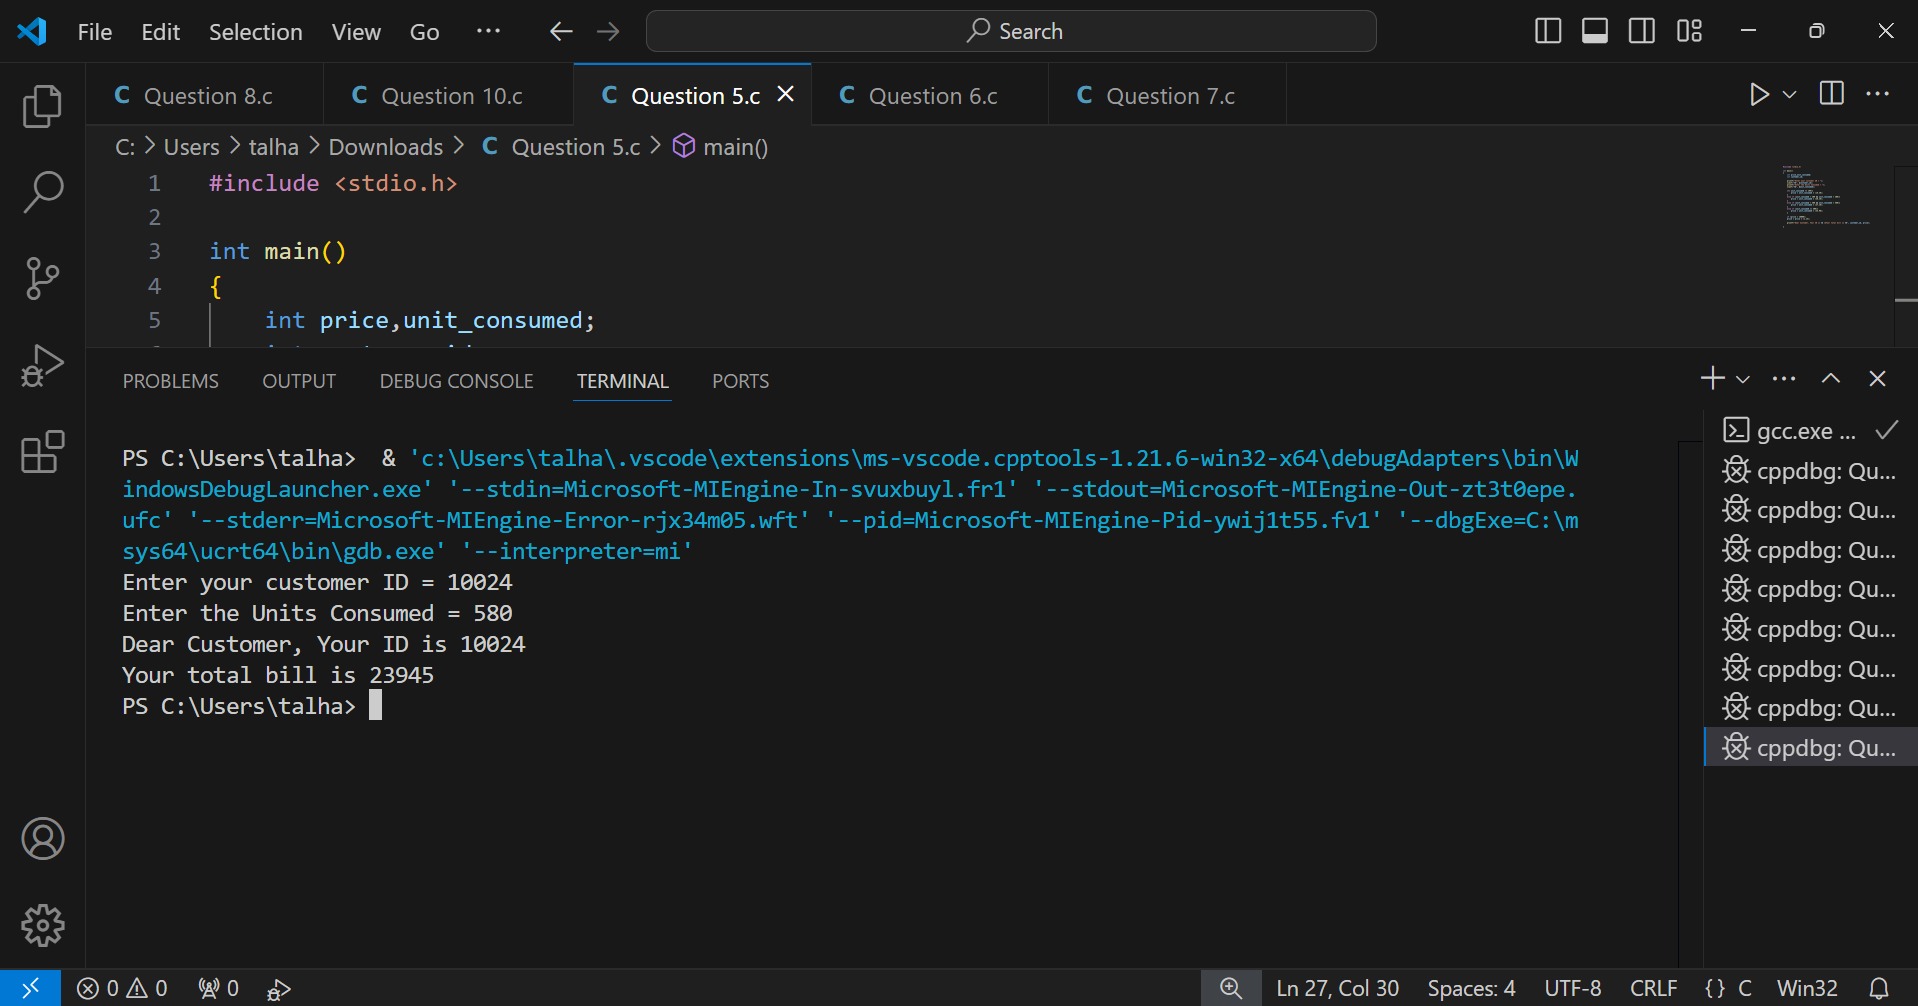 File Edit Selection View Go ··· Search
C Question 8.c C Question 10.c C Question 5.c C Question 6.c C Question 7.c
C: > Users > talha > Downloads > C Question 5.c > main()
1 #include <stdio.h>
2
3 int main()
4 {
5 int price,unit_consumed;
PROBLEMS OUTPUT DEBUG CONSOLE TERMINAL PORTS
PS C:\Users\talha>  & 'c:\Users\talha\.vscode\extensions\ms-vscode.cpptools-1.21.6-win32-x64\debugAdapters\bin\W
indowsDebugLauncher.exe' '--stdin=Microsoft-MIEngine-In-svuxbuyl.fr1' '--stdout=Microsoft-MIEngine-Out-zt3t0epe.
ufc' '--stderr=Microsoft-MIEngine-Error-rjx34m05.wft' '--pid=Microsoft-MIEngine-Pid-ywij1t55.fv1' '--dbgExe=C:\m
sys64\ucrt64\bin\gdb.exe' '--interpreter=mi'
Enter your customer ID = 10024
Enter the Units Consumed = 580
Dear Customer, Your ID is 10024
Your total bill is 23945
PS C:\Users\talha>
gcc.exe ...
cppdbg: Qu...
cppdbg: Qu...
cppdbg: Qu...
cppdbg: Qu...
cppdbg: Qu...
cppdbg: Qu...
cppdbg: Qu...
cppdbg: Qu...
0 0 0 Ln 27, Col 30 Spaces: 4 UTF-8 CRLF {} C Win32